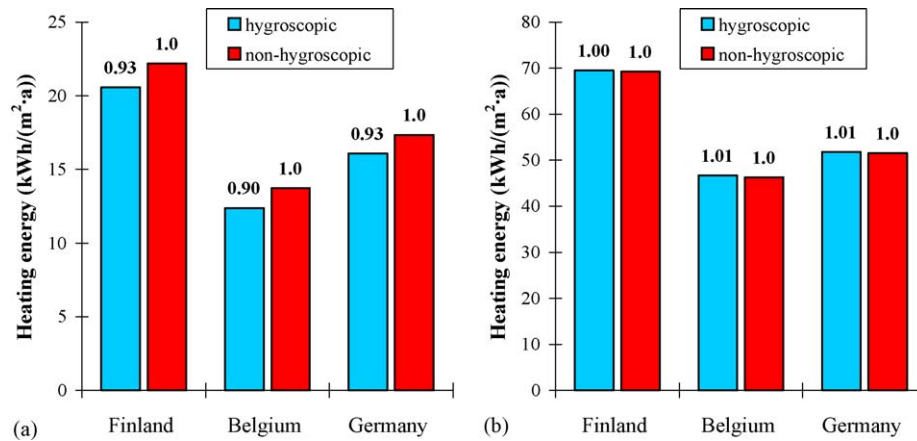 Heating energy (kWh/(m²·a))
25
20
15
10
5
0
hygroscopic
non-hygroscopic
0.93
1.0
0.90
1.0
0.93
1.0
Finland
Belgium
Germany
(a)
Heating energy (kWh/(m²·a))
80
70
60
50
40
30
20
10
0
hygroscopic
non-hygroscopic
1.00
1.0
1.01
1.0
1.01
1.0
Finland
Belgium
Germany
(b)